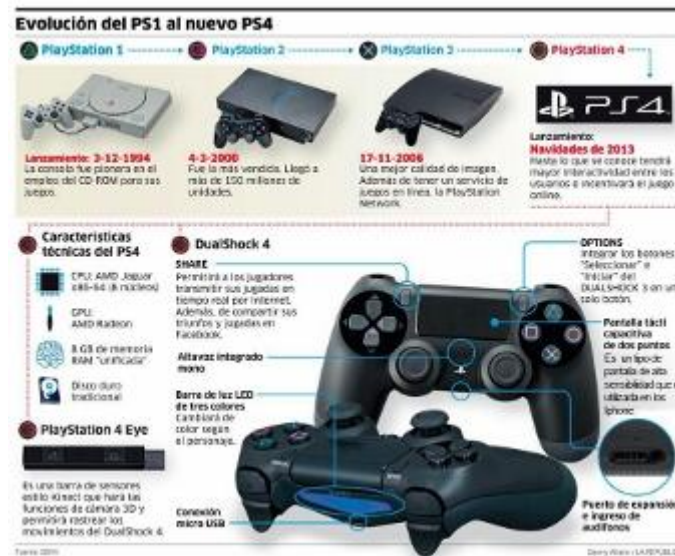 Evolución del PS1 al nuevo PS4
PlayStation 1
PlayStation 2
PlayStation 3
PlayStation 4
Lanzamiento: 3-12-1994
La consola fue pionera en el
empleo del CD-ROM para sus
juegos.
4-3-2000
Fue la más vendida. Llegó a
más de 150 millones de
unidades.
17-11-2006
Una mejor calidad de imagen.
Además de tener un servicio de
juegos en línea, la PlayStation
Network.
PS4
Lanzamiento:
Navidades de 2013
Hasta lo que se conoce tendrá
mayor interactividad entre los
usuarios e incentivará el juego
online.
Características
técnicas del PS4
CPU: AMD Jaguar
x86-64 (8 núcleos)
GPU:
AMD Radeon
8 GB de memoria
RAM "unificada"
Disco duro
tradicional
PlayStation 4 Eye
Es una barra de sensores
estilo Kinect que hará las
funciones de cámara 3D y
permitirá rastrear los
movimientos del DualShock 4.
DualShock 4
SHARE
Permitirá a los jugadores
transmitir sus jugadas en
tiempo real por Internet.
Además, de compartir sus
triunfos y jugadas en
Facebook.
Altavoz integrado
mono
Barra de luz LED
de tres colores
Cambiará de
color según
el personaje.
Conexión
micro USB
OPTIONS
Integrar los botones
"Seleccionar" e
"Iniciar" del
DUALSHOCK 3 en un
solo botón.
Pantalla táctil
capacitiva
de dos puntos
Es un tipo de
pantalla de alta
sensibilidad que
utilizada en los
Iphone
Puerto de expansión
e ingreso de
audífonos